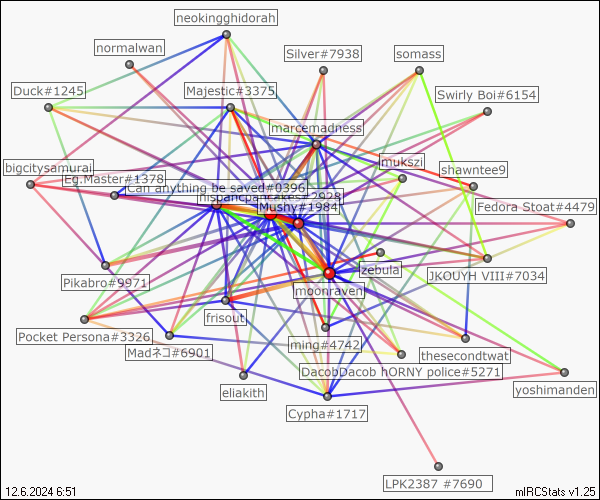 neokingghidorah
normalwan
Silver#7938
somass
Duck#1245
Majestic#3375
Swirly Boi#6154
marcemadness
mukszi
bigcitysamurai
Eg.Master#1378
shawntee9
Can anything be saved#0396
hispancpancakes#2928
Mushy#1984
Fedora Stoat#4479
zebula
JKOUYH VIII#7034
Pikabro#9971
moonraven
frisout
Pocket Persona#3326
ming#4742
Madネコ#6901
thesecondtwat
DacobDacob hORNY police#5271
eliakith
yoshimanden
Cypha#1717
LPK2387 #7690
12.6.2024 6:51
mIRCStats v1.25